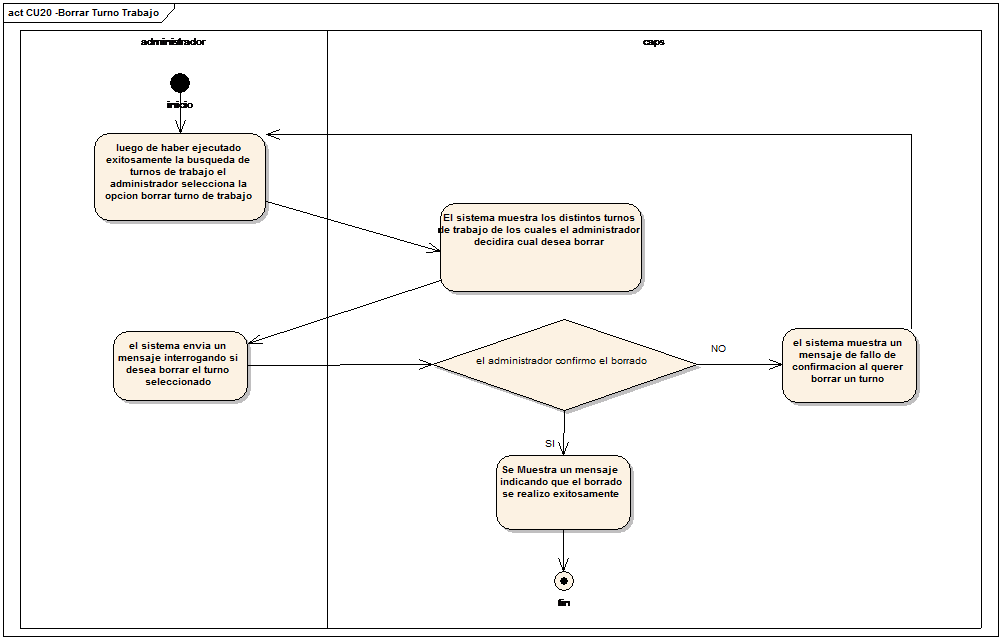 act CU20 -Borrar Turno Trabajo
administrador
caps
inicio
luego de haber ejecutado
exitosamente la busqueda de
turnos de trabajo el
administrador selecciona la
opcion borrar turno de trabajo
El sistema muestra los distintos turnos
de trabajo de los cuales el administrador
decidira cual desea borrar
el sistema envia un
mensaje interrogando si
desea borrar el turno
seleccionado
el administrador confirmo el borrado
NO
el sistema muestra un
mensaje de fallo de
confirmacion al querer
borrar un turno
SI
Se Muestra un mensaje
indicando que el borrado
se realizo exitosamente
fin